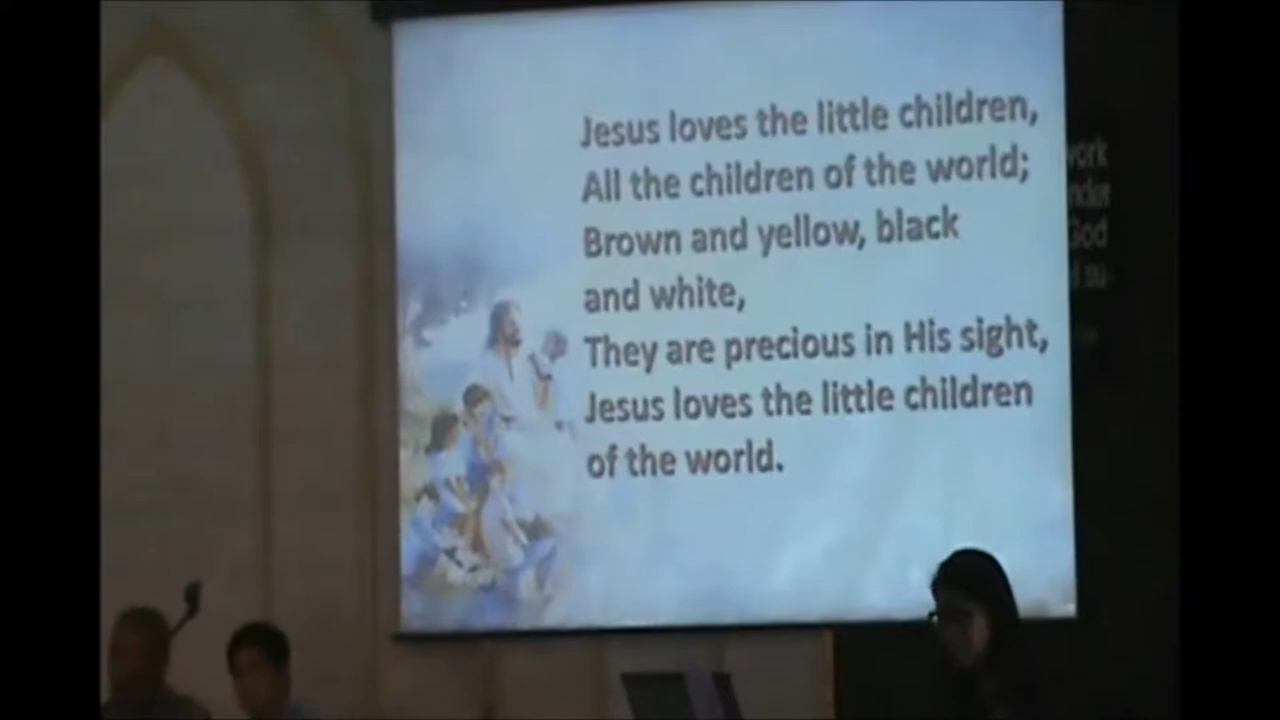 Jesus loves the little children,
All the children of the world;
Brown and yellow, black
and white,
They are precious in His sight,
Jesus loves the little children
of the world.
God